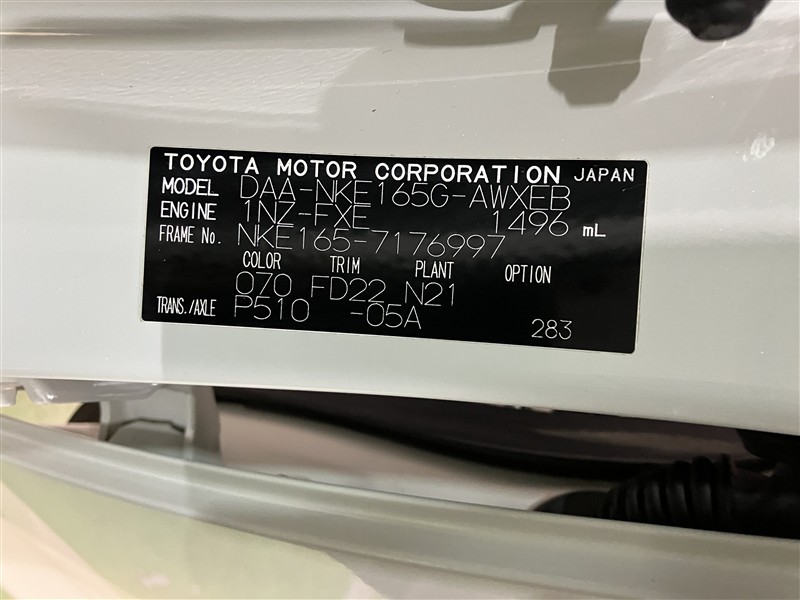 TOYOTA MOTOR CORPORATION JAPAN
MODEL DAA-NKE165G-AWXEB
ENGINE 1NZ-FXE 1496 mL
FRAME No. NKE165-7176997
COLOR TRIM PLANT OPTION
070 FD22 N21
TRANS./AXLE P510 -05A
283